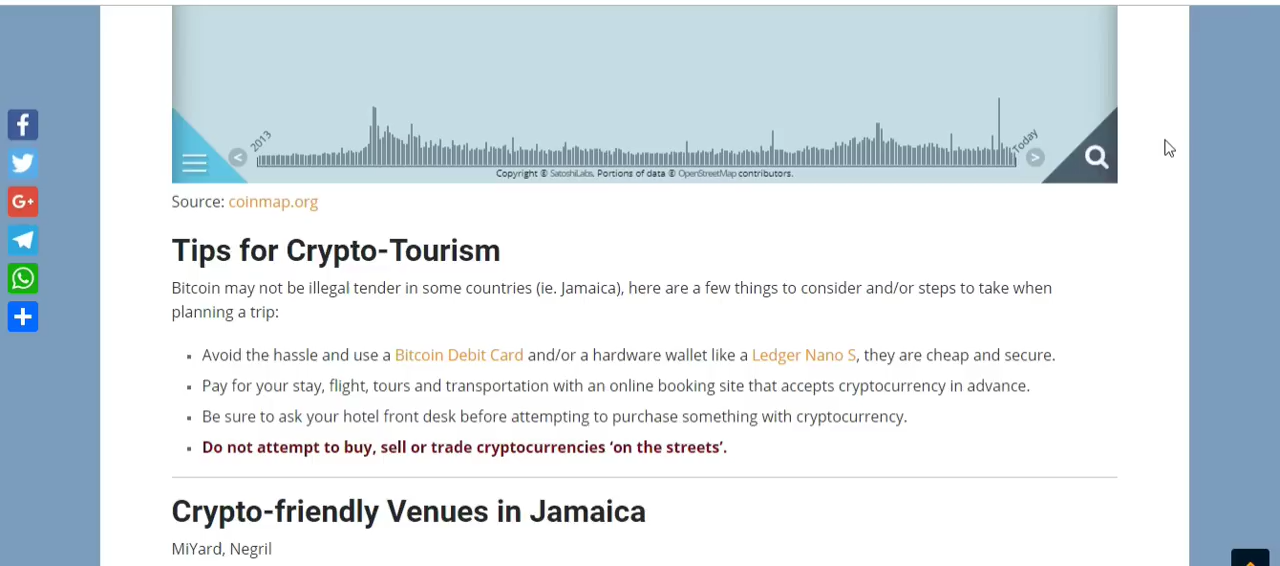 2013
Today
Copyright © SatoshiLabs. Portions of data © OpenStreetMap contributors.
Source: coinmap.org
Tips for Crypto-Tourism
Bitcoin may not be illegal tender in some countries (ie. Jamaica), here are a few things to consider and/or steps to take when
planning a trip:
Avoid the hassle and use a Bitcoin Debit Card and/or a hardware wallet like a Ledger Nano S, they are cheap and secure.
Pay for your stay, flight, tours and transportation with an online booking site that accepts cryptocurrency in advance.
Be sure to ask your hotel front desk before attempting to purchase something with cryptocurrency.
Do not attempt to buy, sell or trade cryptocurrencies ‘on the streets’.
Crypto-friendly Venues in Jamaica
MiYard, Negril